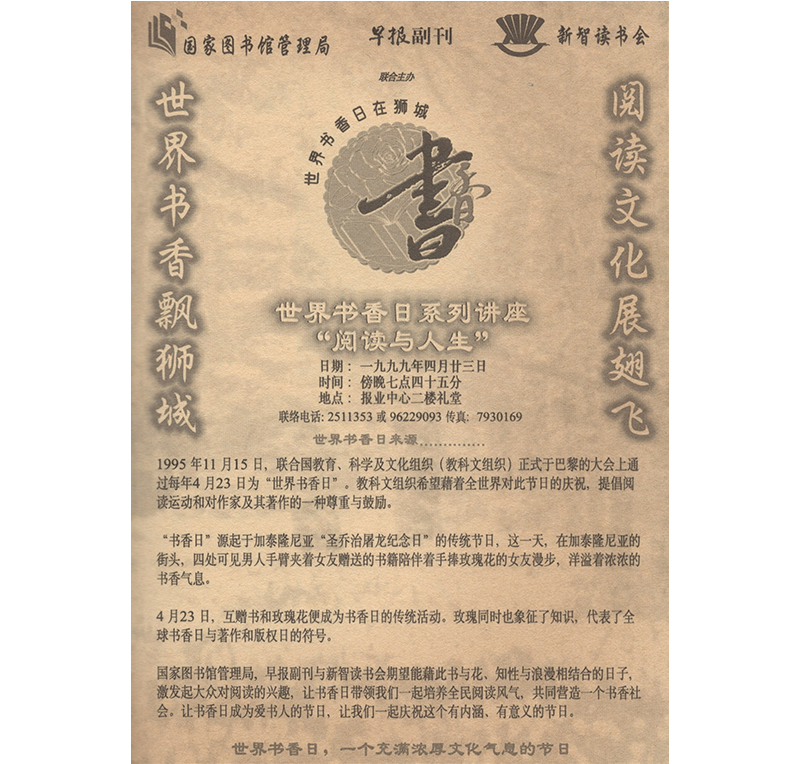 国家图书馆管理局
早报副刊
新智读书会
联合主办
世界书香日在狮城
书香
世界书香飘狮城
阅读文化展翅飞
世界书香日系列讲座
“阅读与人生”
日期： 一九九九年四月廿三日
时间： 傍晚七点四十五分
地点： 报业中心二楼礼堂
联络电话: 2511353 或 96229093 传真: 7930169
世界书香日来源..............
1995 年11 月15 日，联合国教育、科学及文化组织（教科文组织）正式于巴黎的大会上通
过每年4 月23 日为“世界书香日”。教科文组织希望藉着全世界对此节日的庆祝，提倡阅
读运动和对作家及其著作的一种尊重与鼓励。
“书香日”源起于加泰隆尼亚“圣乔治屠龙纪念日”的传统节日，这一天，在加泰隆尼亚的
街头，四处可见男人手臂夹着女友赠送的书籍陪伴着手捧玫瑰花的女友漫步，洋溢着浓浓的
书香气息。
4 月23 日，互赠书和玫瑰花便成为书香日的传统活动。玫瑰同时也象征了知识，代表了全
球书香日与著作和版权日的符号。
国家图书馆管理局，早报副刊与新智读书会期望能藉此书与花、知性与浪漫相结合的日子，
激发起大众对阅读的兴趣，让书香日带领我们一起培养全民阅读风气，共同营造一个书香社
会。让书香日成为爱书人的节日，让我们一起庆祝这个有内涵、有意义的节日。
世界书香日，一个充满浓厚文化气息的节日